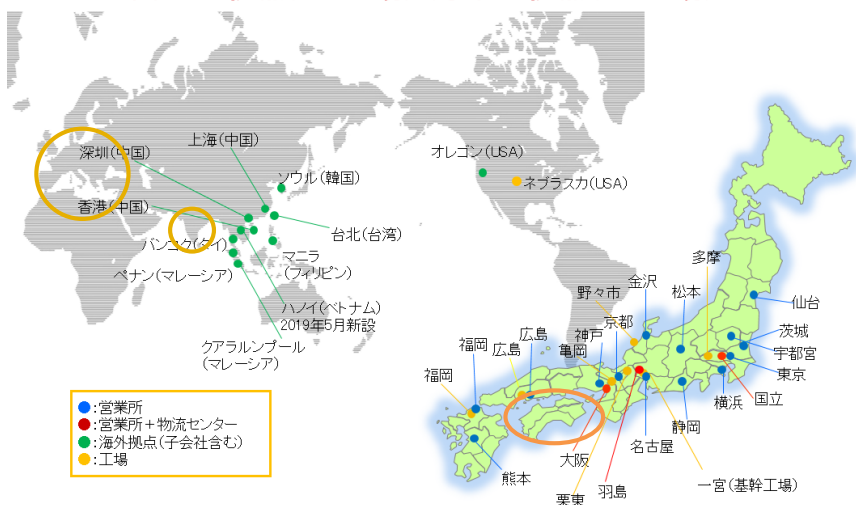 上海(中国)
深圳(中国)
ソウル(韓国)
香港(中国)
台北(台湾)
バンコク(タイ)
マニラ
(フィリピン)
ペナン(マレーシア)
ハノイ(ベトナム)
2019年5月新設
クアラルンプール
(マレーシア)
オレゴン(USA)
ネブラスカ(USA)
多摩
金沢
松本
野々市
仙台
京都
茨城
神戸
宇都宮
広島
亀岡
東京
広島
福岡
福岡
横浜
国立
静岡
名古屋
大阪
一宮(基幹工場)
熊本
羽島
栗東
:営業所
:営業所+物流センター
:海外拠点(子会社含む)
:工場